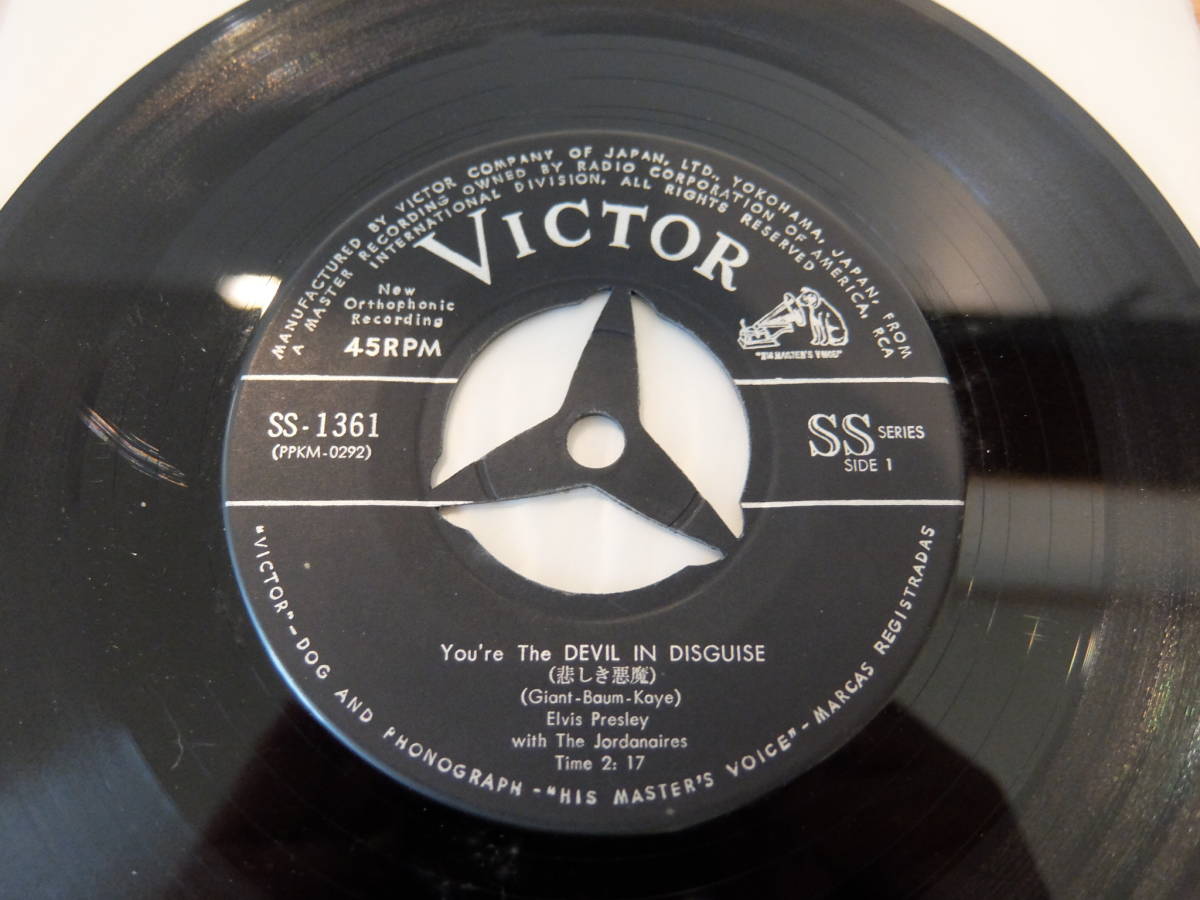 MANUFACTURED BY VICTOR COMPANY OF JAPAN, LTD., YOKOHAMA, JAPAN, FROM
A MASTER RECORDING OWNED BY RADIO CORPORATION OF AMERICA, RCA
INTERNATIONAL DIVISION, ALL RIGHTS RESERVED
VICTOR
New
Orthophonic
Recording
45RPM
"HIS MASTER'S VOICE"
SS-1361
(PPKM-0292)
SS SERIES
SIDE 1
You're The DEVIL IN DISGUISE
(悲しき悪魔)
(Giant-Baum-Kaye)
Elvis Presley
with The Jordanaires
Time 2: 17
"VICTOR"-DOG AND PHONOGRAPH-"HIS MASTER'S VOICE"-MARCAS REGISTRADAS